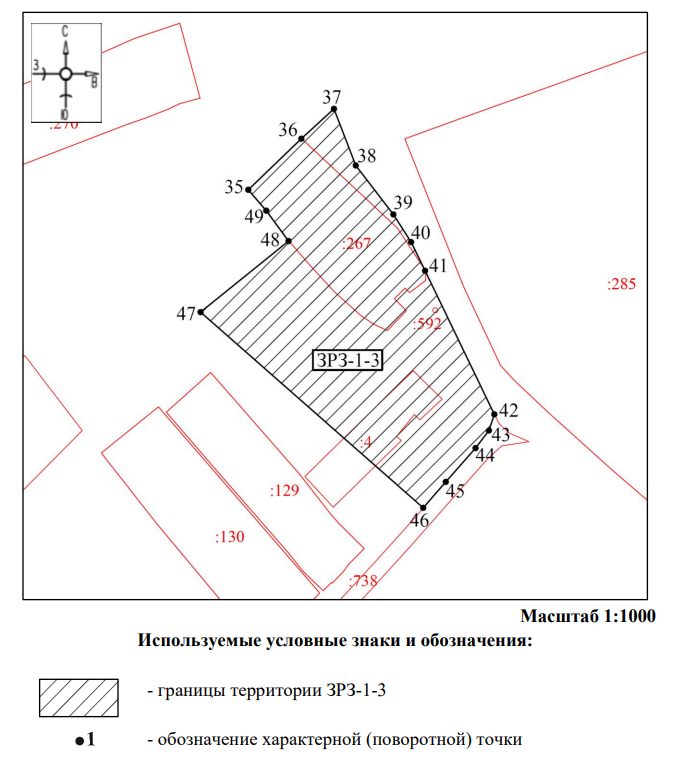 С
З
В
Ю
:270
37
36
38
35
39
49
40
48
:267
41
:285
47
:592
ЗРЗ-1-3
42
43
:4
44
45
:129
46
:130
:738
Масштаб 1:1000
Используемые условные знаки и обозначения:
- границы территории ЗРЗ-1-3
1 - обозначение характерной (поворотной) точки